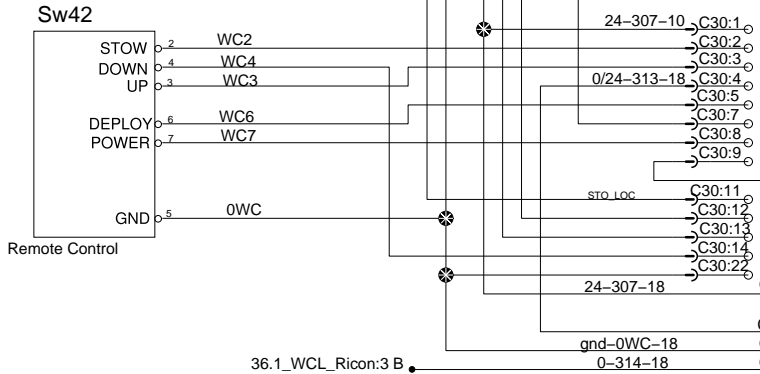 Sw42
24–307–10 C30:1
STOW 2 WC2 C30:2
DOWN 4 WC4 C30:3
UP 3 WC3 0/24–313–18 C30:4
C30:5
DEPLOY 6 WC6 C30:7
POWER 7 WC7 C30:8
C30:9
STO_LOC C30:11
GND 5 0WC C30:12
C30:13
Remote Control
C30:14
C30:22
24–307–18
gnd–0WC–18
36.1_WCL_Ricon:3 B 0–314–18